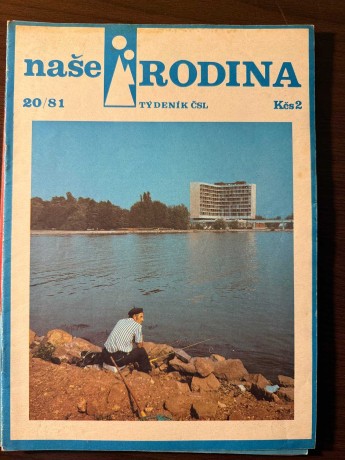 naše RODINA
20/81 TÝDENÍK ČSL Kčs2